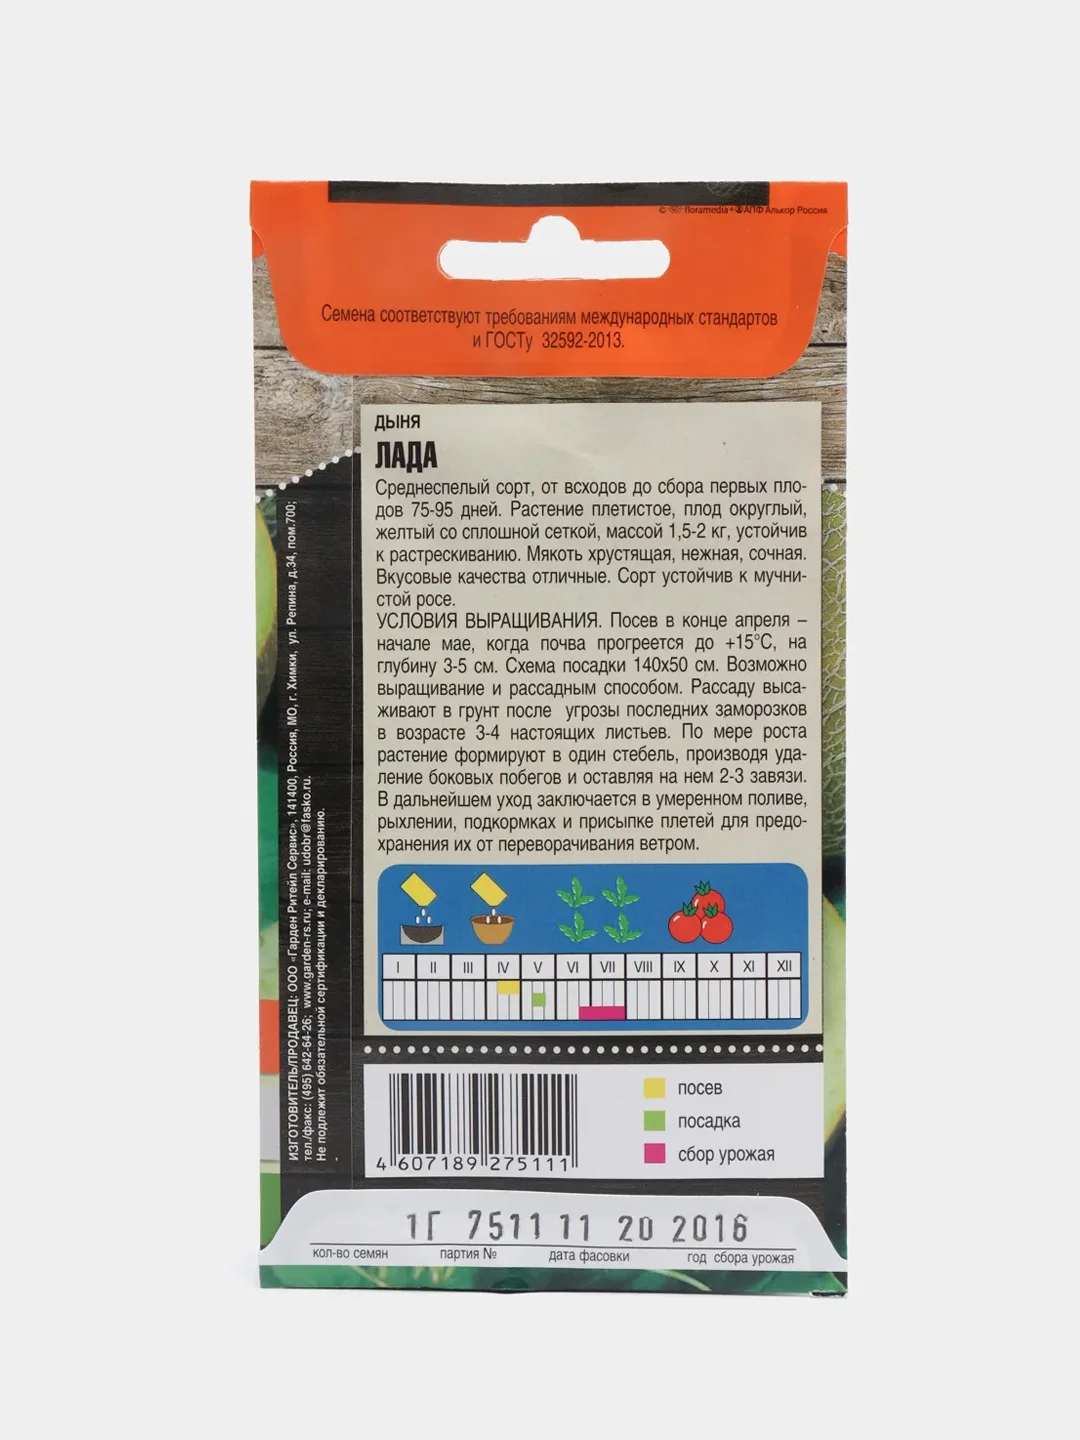 © floramedia + АПФ Алькор Россия
Семена соответствуют требованиям международных стандартов
и ГОСТу 32592-2013.
ДЫНЯ
ЛАДА
Среднеспелый сорт, от всходов до сбора первых пло-
дов 75-95 дней. Растение плетистое, плод округлый,
желтый со сплошной сеткой, массой 1,5-2 кг, устойчив
к растрескиванию. Мякоть хрустящая, нежная, сочная.
Вкусовые качества отличные. Сорт устойчив к мучни-
стой росе.
УСЛОВИЯ ВЫРАЩИВАНИЯ. Посев в конце апреля –
начале мае, когда почва прогреется до +15°С, на
глубину 3-5 см. Схема посадки 140х50 см. Возможно
выращивание и рассадным способом. Рассаду выса-
живают в грунт после угрозы последних заморозков
в возрасте 3-4 настоящих листьев. По мере роста
растение формируют в один стебель, производя уда-
ление боковых побегов и оставляя на нем 2-3 завязи.
В дальнейшем уход заключается в умеренном поливе,
рыхлении, подкормках и присыпке плетей для предо-
хранения их от переворачивания ветром.
I II III IV V VI VII VIII IX X XI XII
посев
посадка
сбор урожая
4 607189 275111
ИЗГОТОВИТЕЛЬ/ПРОДАВЕЦ: ООО «Гарден Ритейл Сервис», 141400, Россия, МО, г. Химки, ул. Репина, д.34, пом.700;
тел./факс: (495) 642-64-26; www.garden-rs.ru; e-mail: udobr@fasko.ru.
Не подлежит обязательной сертификации и декларированию.
1Г 7511 11 20 2016
кол-во семян партия № дата фасовки год сбора урожая